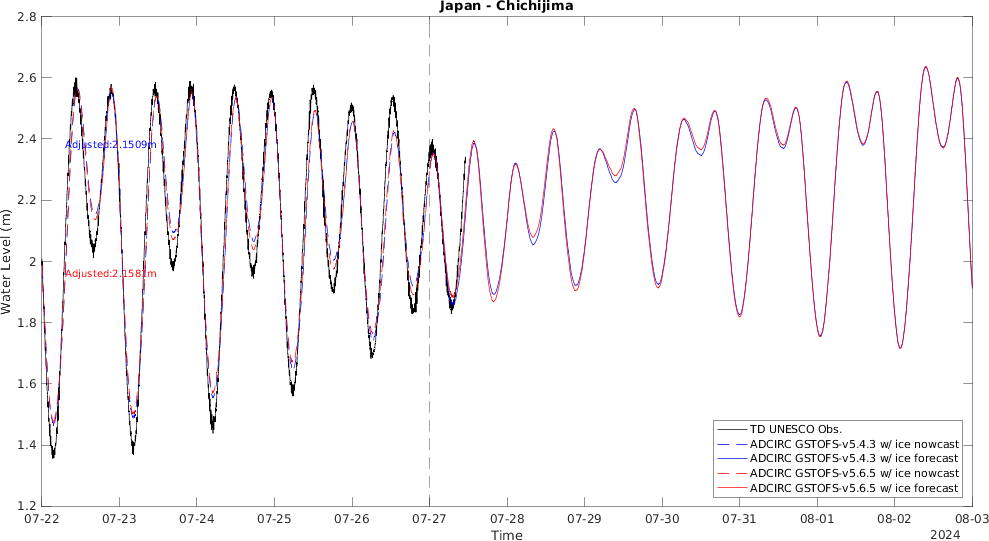 Japan - Chichijima
2.8
2.6
2.4
2.2
2
1.8
1.6
1.4
1.2
Water Level (m)
Adjusted:2.1509m
Adjusted:2.1581m
TD UNESCO Obs.
ADCIRC GSTOFS-v5.4.3 w/ ice nowcast
ADCIRC GSTOFS-v5.4.3 w/ ice forecast
ADCIRC GSTOFS-v5.6.5 w/ ice nowcast
ADCIRC GSTOFS-v5.6.5 w/ ice forecast
07-22 07-23 07-24 07-25 07-26 07-27 07-28 07-29 07-30 07-31 08-01 08-02 08-03
Time
2024